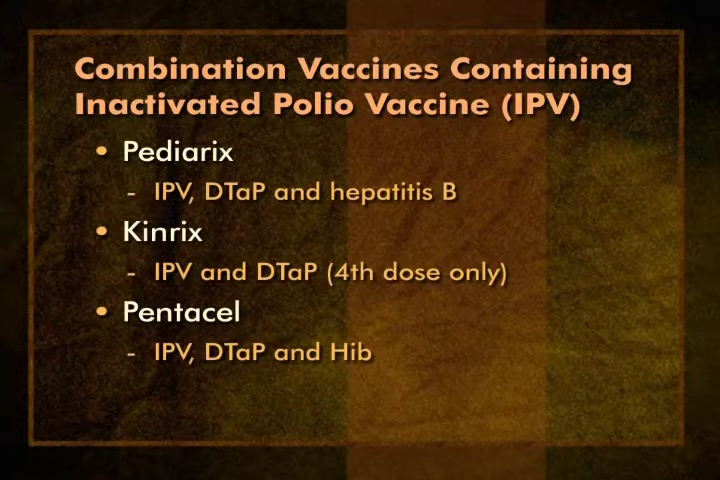 Combination Vaccines Containing
Inactivated Polio Vaccine (IPV)
• Pediarix
- IPV, DTaP and hepatitis B
• Kinrix
- IPV and DTaP (4th dose only)
• Pentacel
- IPV, DTaP and Hib